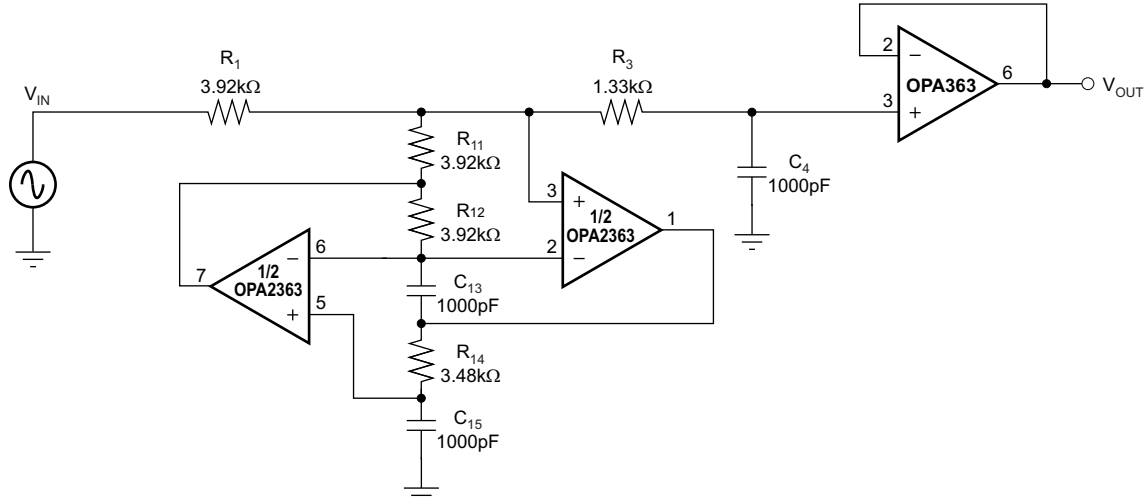 R1
3.92kΩ
R3
1.33kΩ
VIN
2
−
OPA363
6
3
+
VOUT
R11
3.92kΩ
C4
1000pF
R12
3.92kΩ
3
+
1/2
OPA2363
1
2
−
6
−
7
1/2
OPA2363
5
+
C13
1000pF
R14
3.48kΩ
C15
1000pF